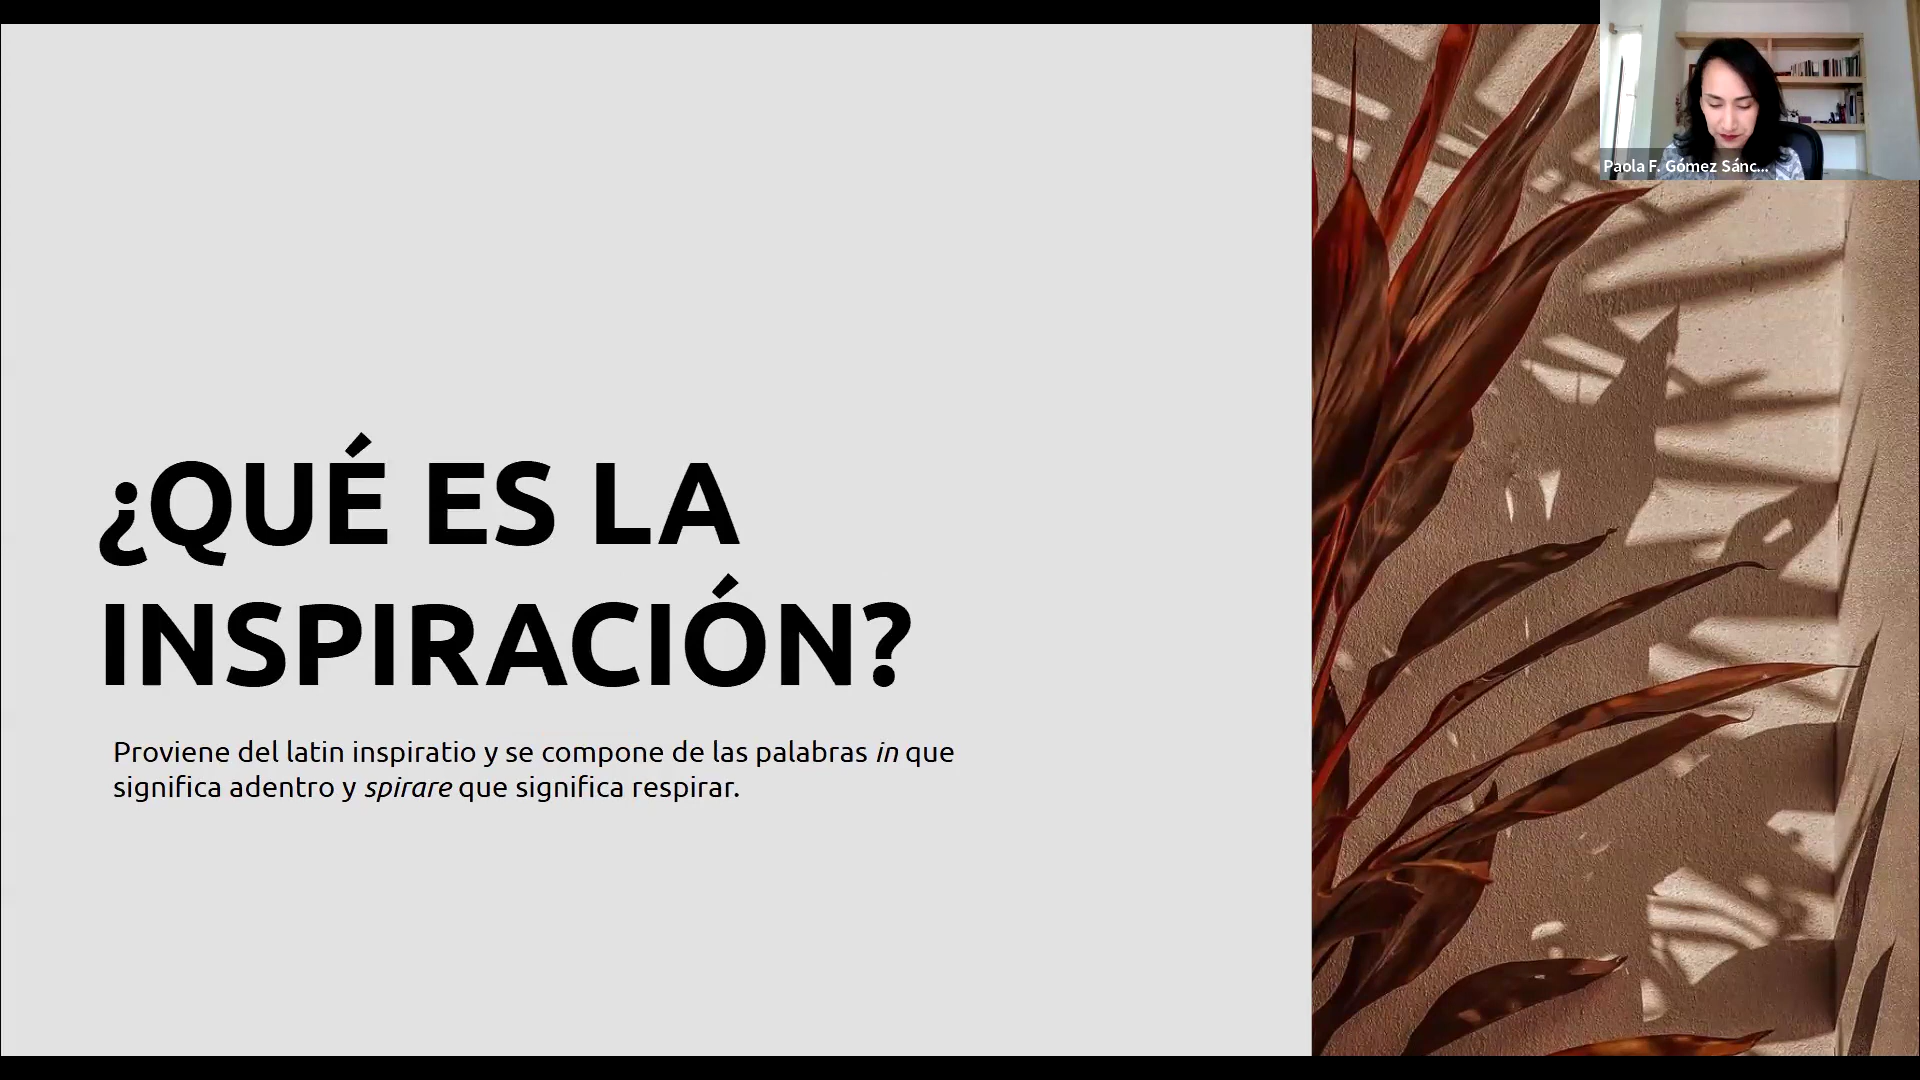 ¿QUÉ ES LA
INSPIRACIÓN?
Proviene del latin inspiratio y se compone de las palabras in que
significa adentro y spirare que significa respirar.
Paola F. Gómez Sánc...